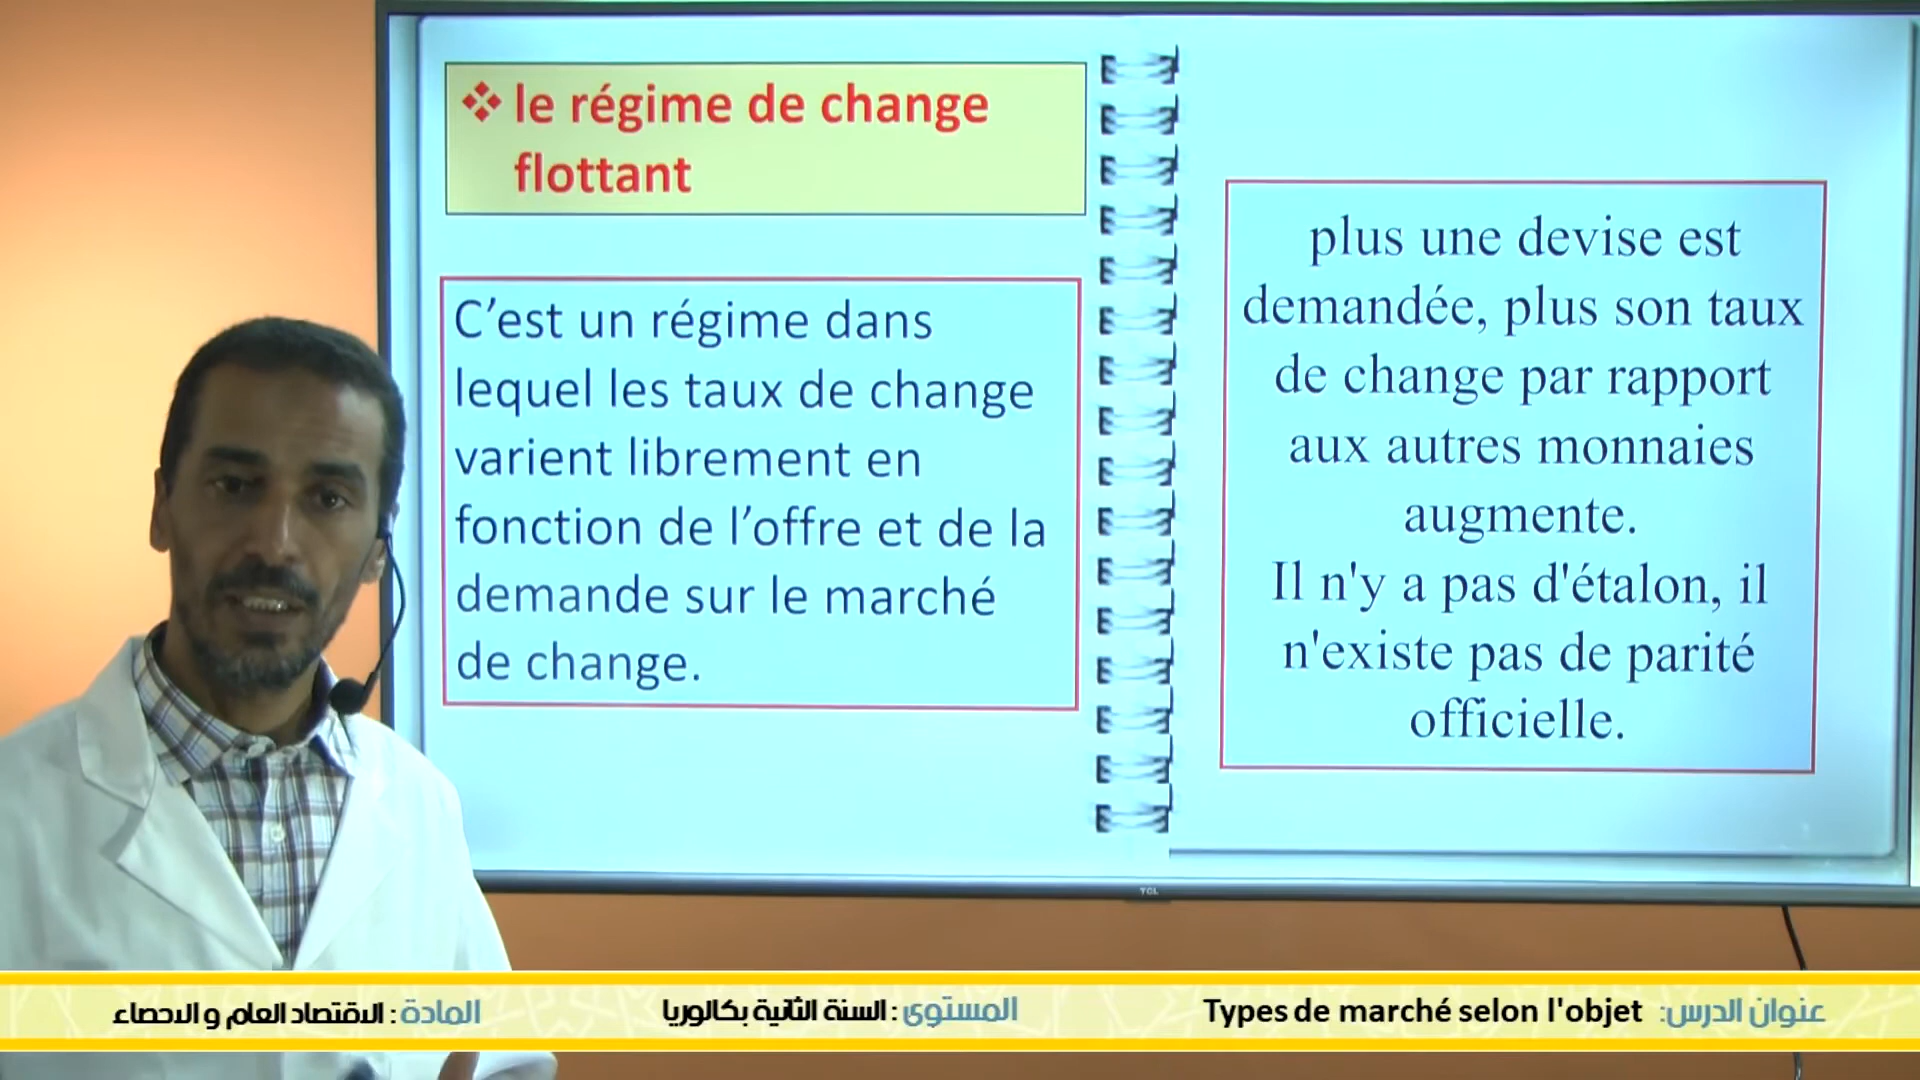 ❖ le régime de change
flottant
C’est un régime dans
lequel les taux de change
varient librement en
fonction de l’offre et de la
demande sur le marché
de change.
plus une devise est
demandée, plus son taux
de change par rapport
aux autres monnaies
augmente.
Il n'y a pas d'étalon, il
n'existe pas de parité
officielle.
TCL
عنوان الدرس: Types de marché selon l'objet
المستوى : السنة الثانية بكالوريا
المادة : الاقتصاد العام و الاحصاء